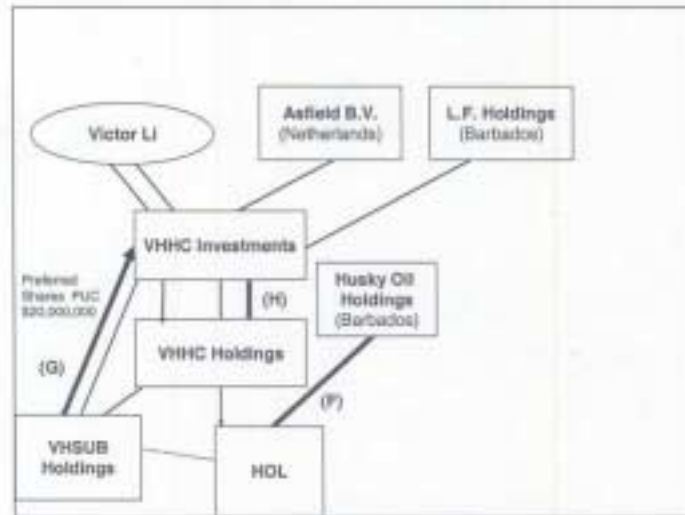 Victor Li
Asfield B.V.
(Netherlands)
L.F. Holdings
(Barbados)
VHHC Investments
Preferred
Shares PUC
$20,000,000
(H)
Husky Oil
Holdings
(Barbados)
VHHC Holdings
(G)
(F)
VHSUB
Holdings
HOL